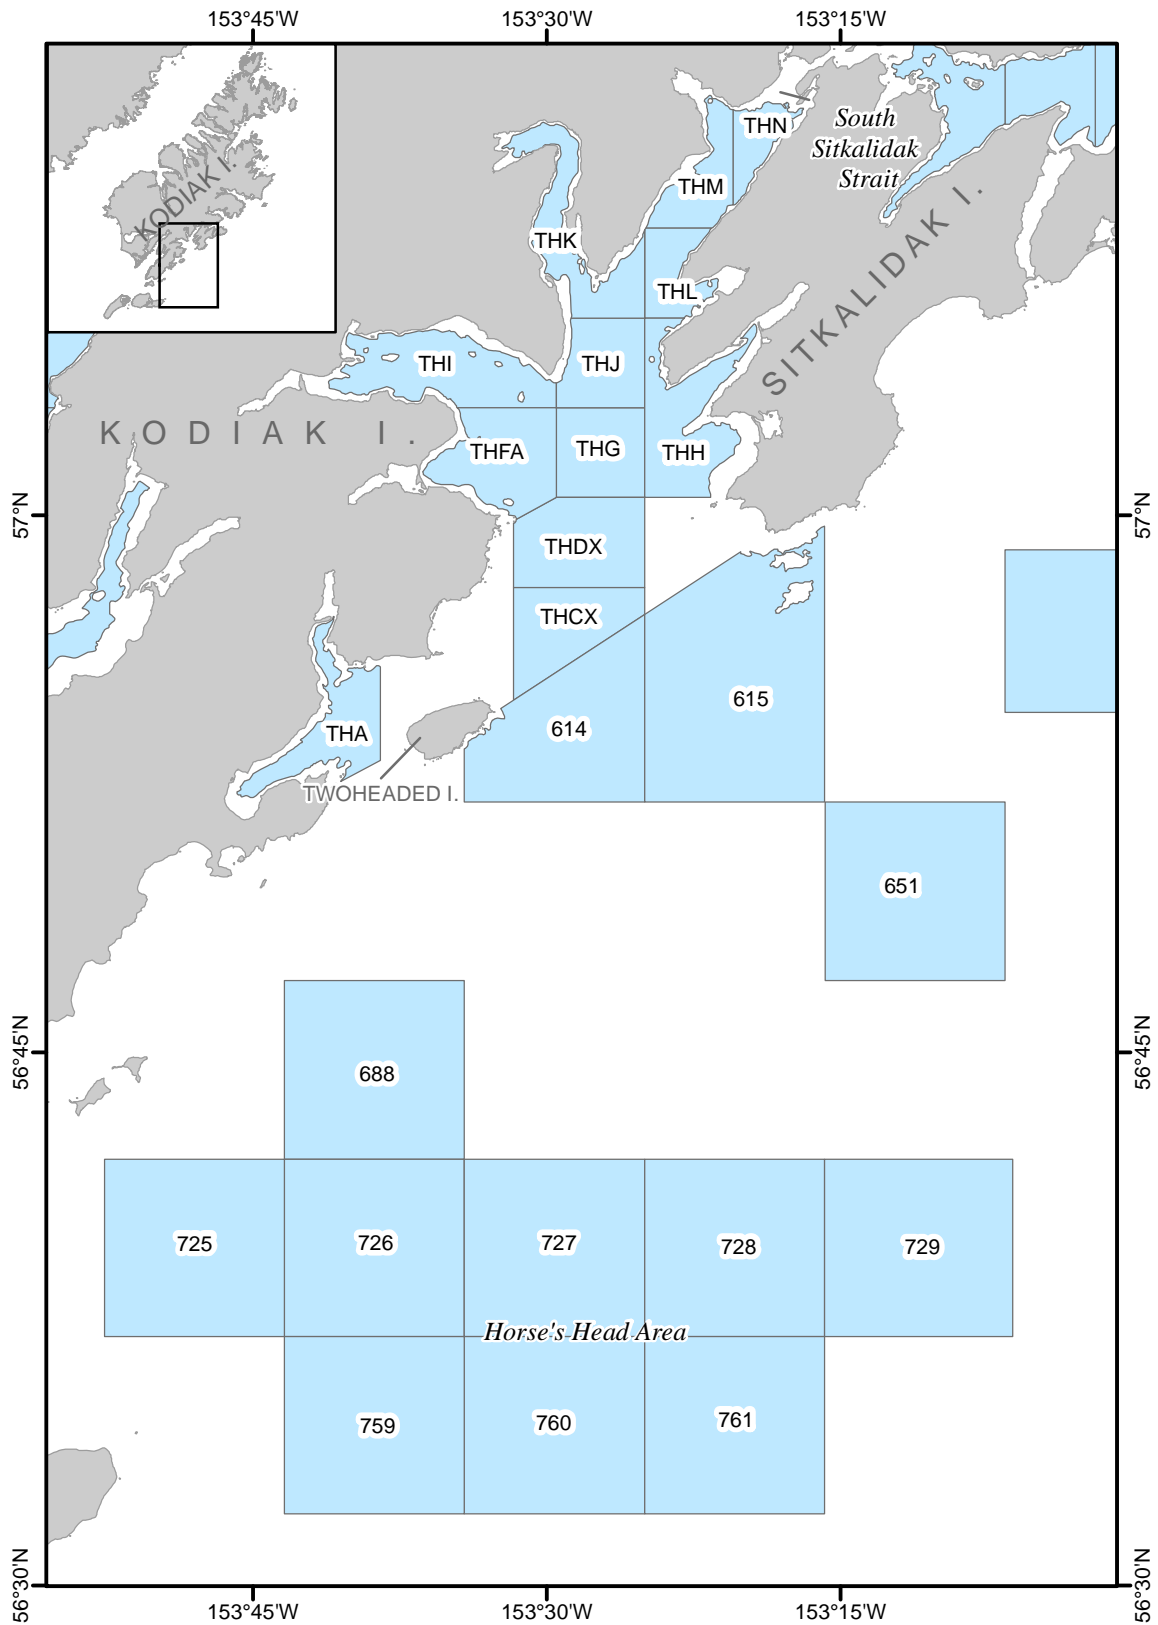 153°45'W
153°30'W
153°15'W
KODIAK I.
THN
South
Sitkalidak
Strait
THM
THK
THL
SITKALIDAK I.
THI
THJ
KODIAK I.
THFA
THG
THH
57°N
57°N
THDX
THCX
615
614
THA
TWOHEADED I.
651
56°45'N
56°45'N
688
725
726
727
728
729
Horse's Head Area
759
760
761
56°30'N
56°30'N
153°45'W
153°30'W
153°15'W